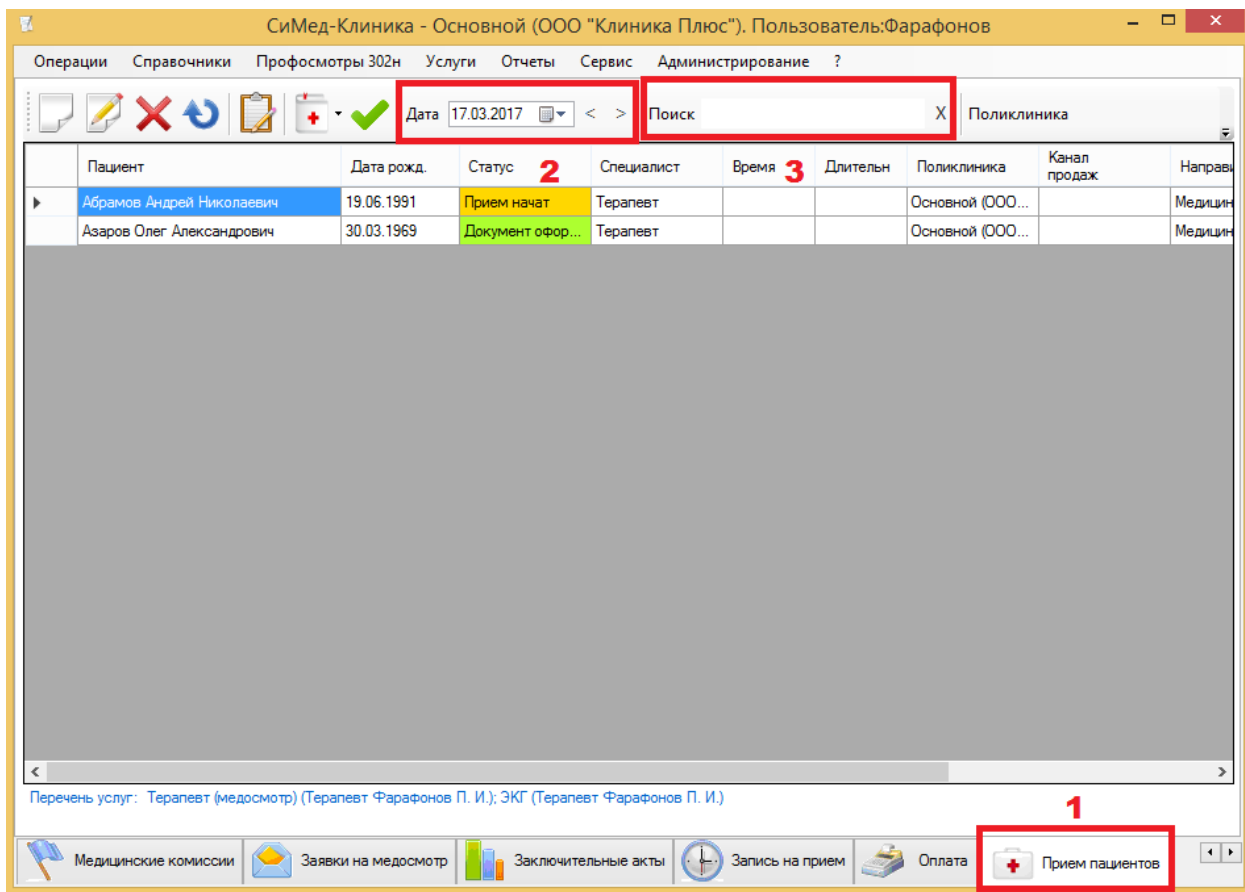 СиМед-Клиника - Основной (ООО "Клиника Плюс"). Пользователь:Фарафонов
Операции Справочники Профосмотры 302н Услуги Отчеты Сервис Администрирование ?
Дата 17.03.2017 < > Поиск X Поликлиника
Пациент Дата рожд. Статус 2 Специалист Время 3 Длительн Поликлиника Канал продаж Направи
Абрамов Андрей Николаевич 19.06.1991 Прием начат Терапевт Основной (ООО... Медицин
Азаров Олег Александрович 30.03.1969 Документ офор... Терапевт Основной (ООО... Медицин
Перечень услуг: Терапевт (медосмотр) (Терапевт Фарафонов П. И.); ЭКГ (Терапевт Фарафонов П. И.)
1
Медицинские комиссии Заявки на медосмотр Заключительные акты Запись на прием Оплата Прием пациентов